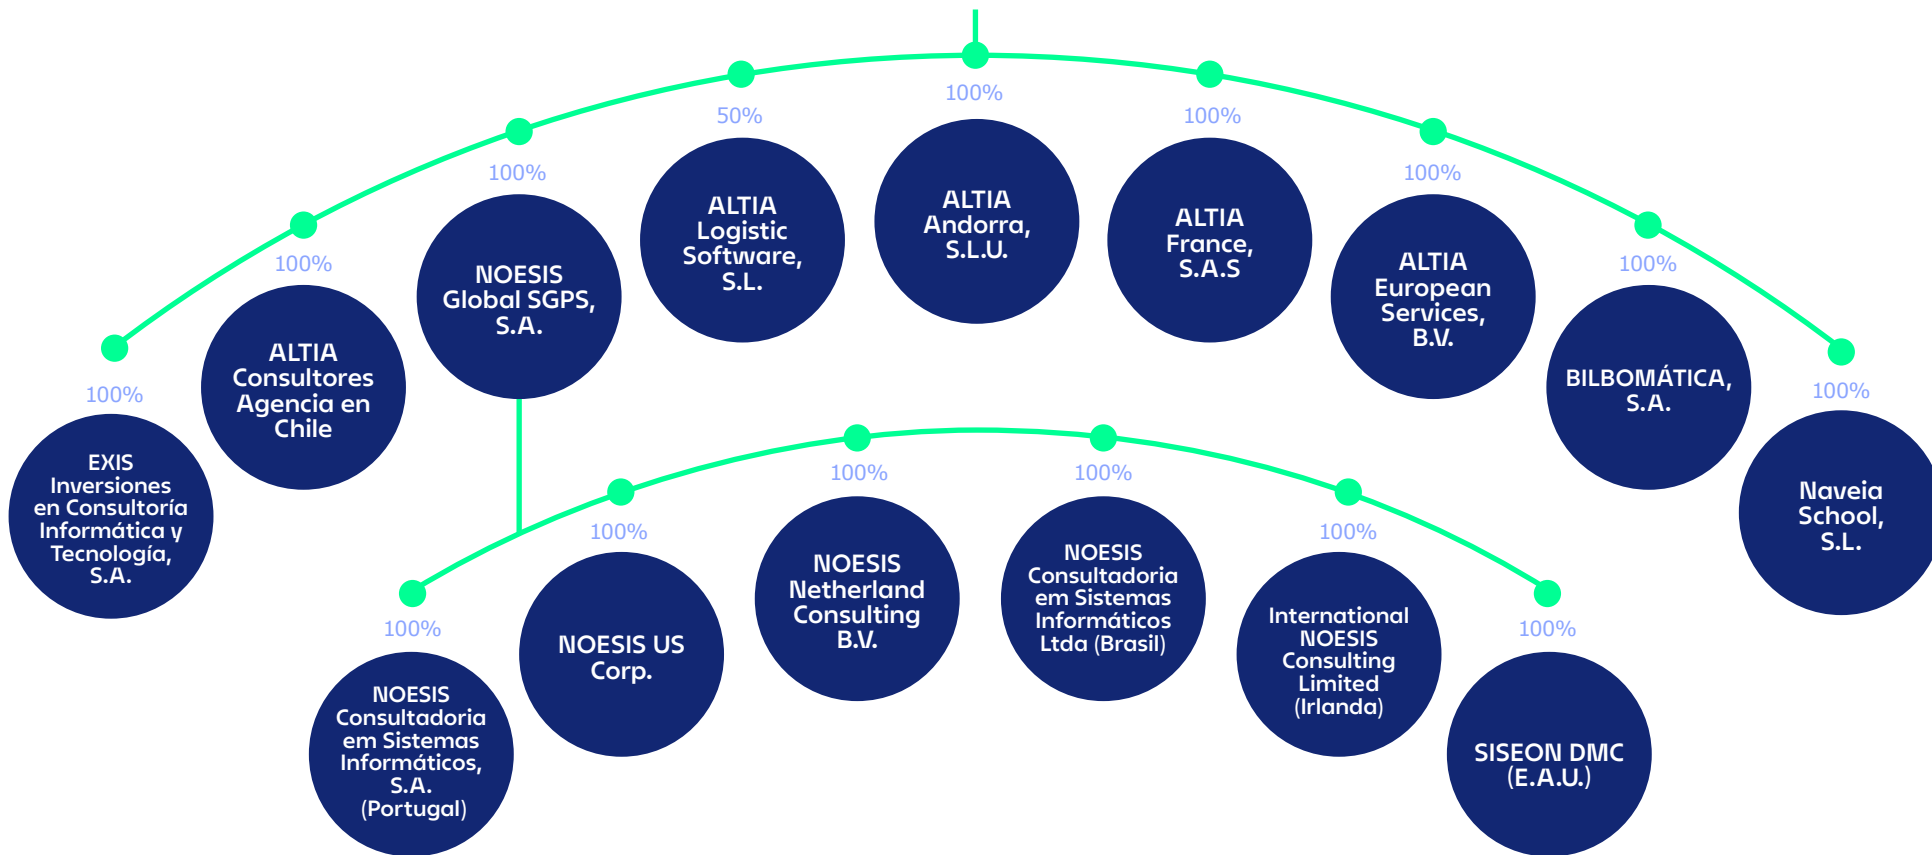 100%
EXIS
Inversiones
en Consultoría
Informática y
Tecnología,
S.A.
100%
ALTIA
Consultores
Agencia en
Chile
100%
NOESIS
Global SGPS,
S.A.
50%
ALTIA
Logistic
Software,
S.L.
100%
ALTIA
Andorra,
S.L.U.
100%
ALTIA
France,
S.A.S
100%
ALTIA
European
Services,
B.V.
100%
BILBOMÁTICA,
S.A.
100%
Naveia
School,
S.L.
100%
NOESIS
Consultadoria
em Sistemas
Informáticos,
S.A.
(Portugal)
100%
NOESIS US
Corp.
100%
NOESIS
Netherland
Consulting
B.V.
100%
NOESIS
Consultadoria
em Sistemas
Informáticos
Ltda (Brasil)
100%
International
NOESIS
Consulting
Limited
(Irlanda)
100%
SISEON DMC
(E.A.U.)